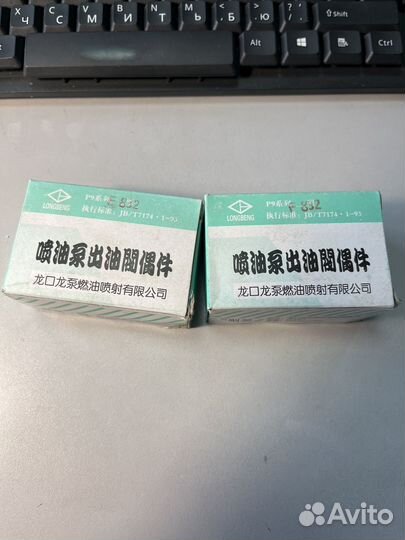 Ч С М И Т Ь Б Ю
Shift
Alt
Ctrl
LONGBENG
P9系列 F 832
执行标准:JB/T7174·1-93
喷油泵出油閥偶件
龙口龙泵燃油喷射有限公司
LONGBENG
P9系列 F 832
执行标准:JB/T7174·1-93
喷油泵出油閥偶件
龙口龙泵燃油喷射有限公司
Avito